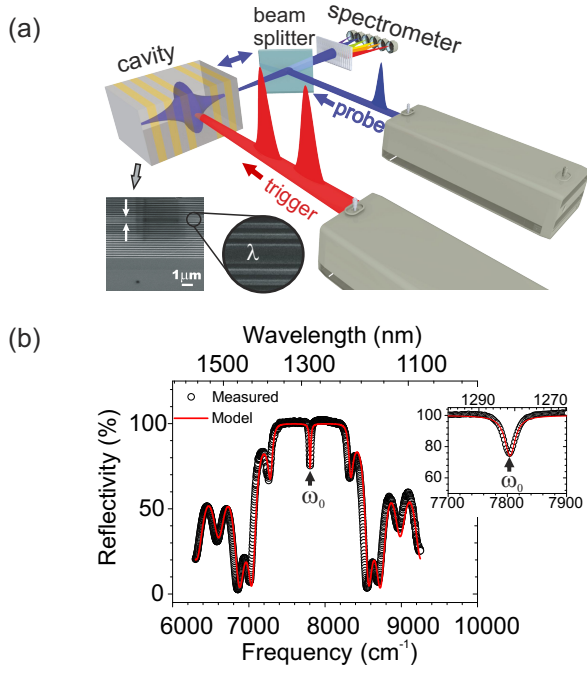 (a)
cavity
beam
splitter
spectrometer
probe
trigger
λ
1μm
(b)
Wavelength (nm)
1500 1300 1100
Measured
Model
Reflectivity (%)
100
50
0
ω₀
6000 7000 8000 9000 10000
Frequency (cm⁻¹)
1290 1270
100
80
60
ω₀
7700 7800 7900